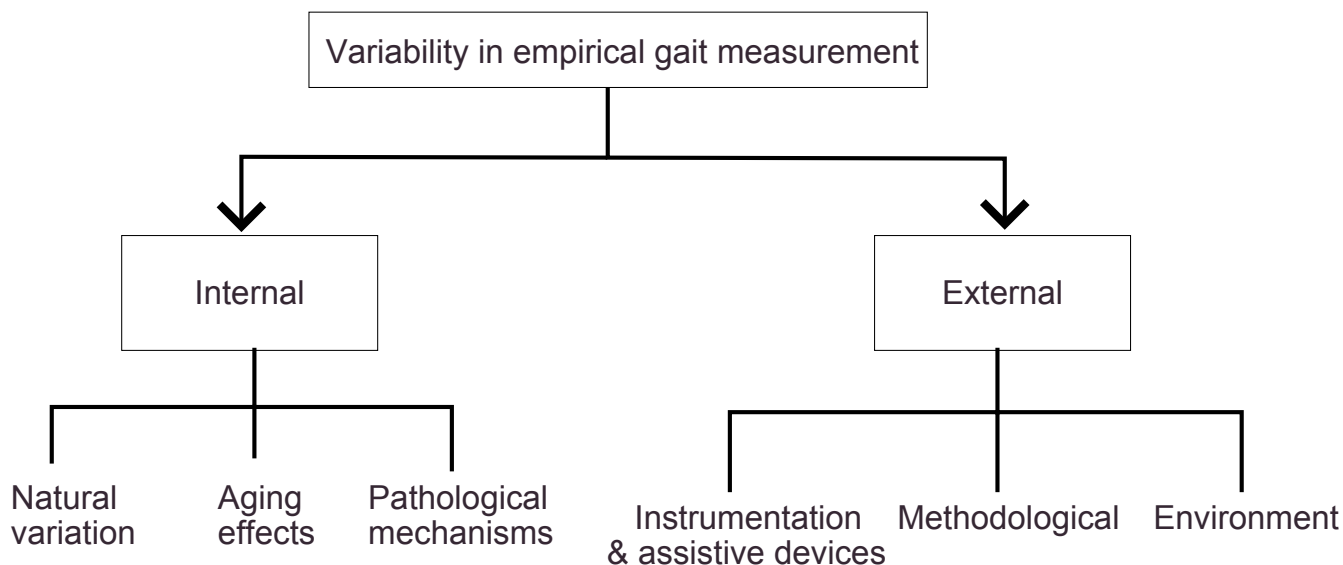 Variability in empirical gait measurement
Internal
External
Natural
variation
Aging
effects
Pathological
mechanisms
Instrumentation
& assistive devices
Methodological
Environment